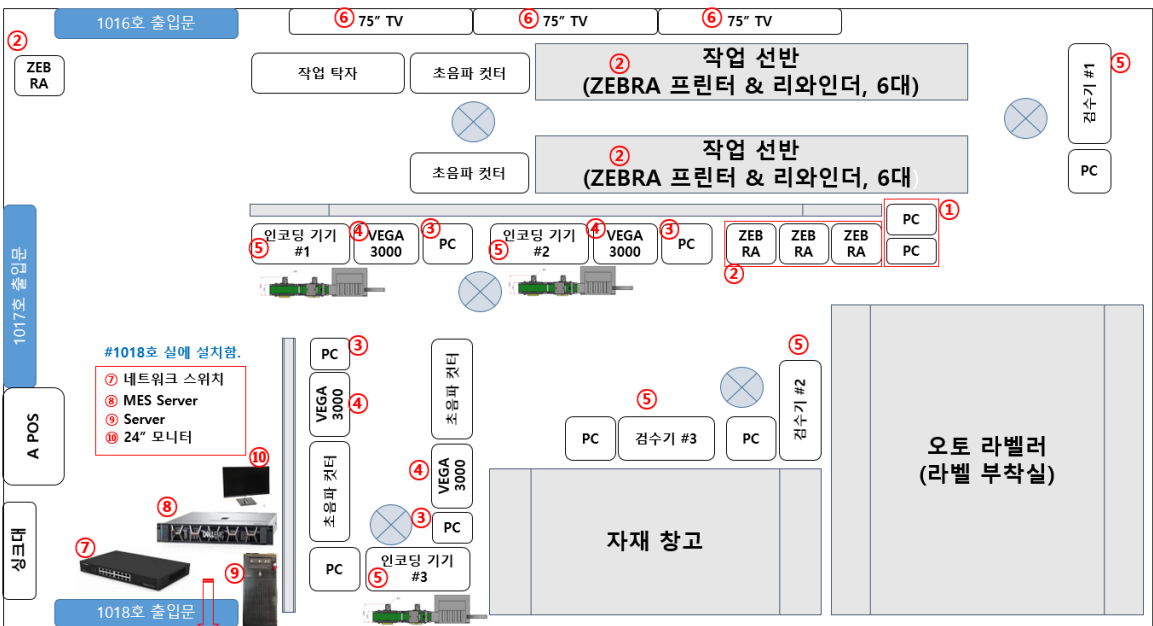 1016호 출입문
⑥ 75” TV
⑥ 75” TV
⑥ 75” TV
②
ZEB
RA
작업 탁자
초음파 컷터
② 작업 선반
(ZEBRA 프린터 & 리와인더, 6대)
검수기 #1
⑤
초음파 컷터
② 작업 선반
(ZEBRA 프린터 & 리와인더, 6대)
PC
1017호 출입문
인코딩 기기
⑤ #1
④ VEGA
3000
③
PC
인코딩 기기
⑤ #2
④ VEGA
3000
③
PC
ZEB
RA
ZEB
RA
ZEB
RA
②
PC
①
PC
#1018호 실에 설치함.
⑦ 네트워크 스위치
⑧ MES Server
⑨ Server
⑩ 24” 모니터
PC
③
VEGA
3000
④
초음파 컷터
초음파 컷터
④
VEGA
3000
③
PC
PC
인코딩 기기
⑤ #3
A POS
싱크대
⑩
⑧
DELL
⑦
⑨
1018호 출입문
⑤
PC
검수기 #3
PC
⑤
검수기 #2
자재 창고
오토 라벨러
(라벨 부착실)